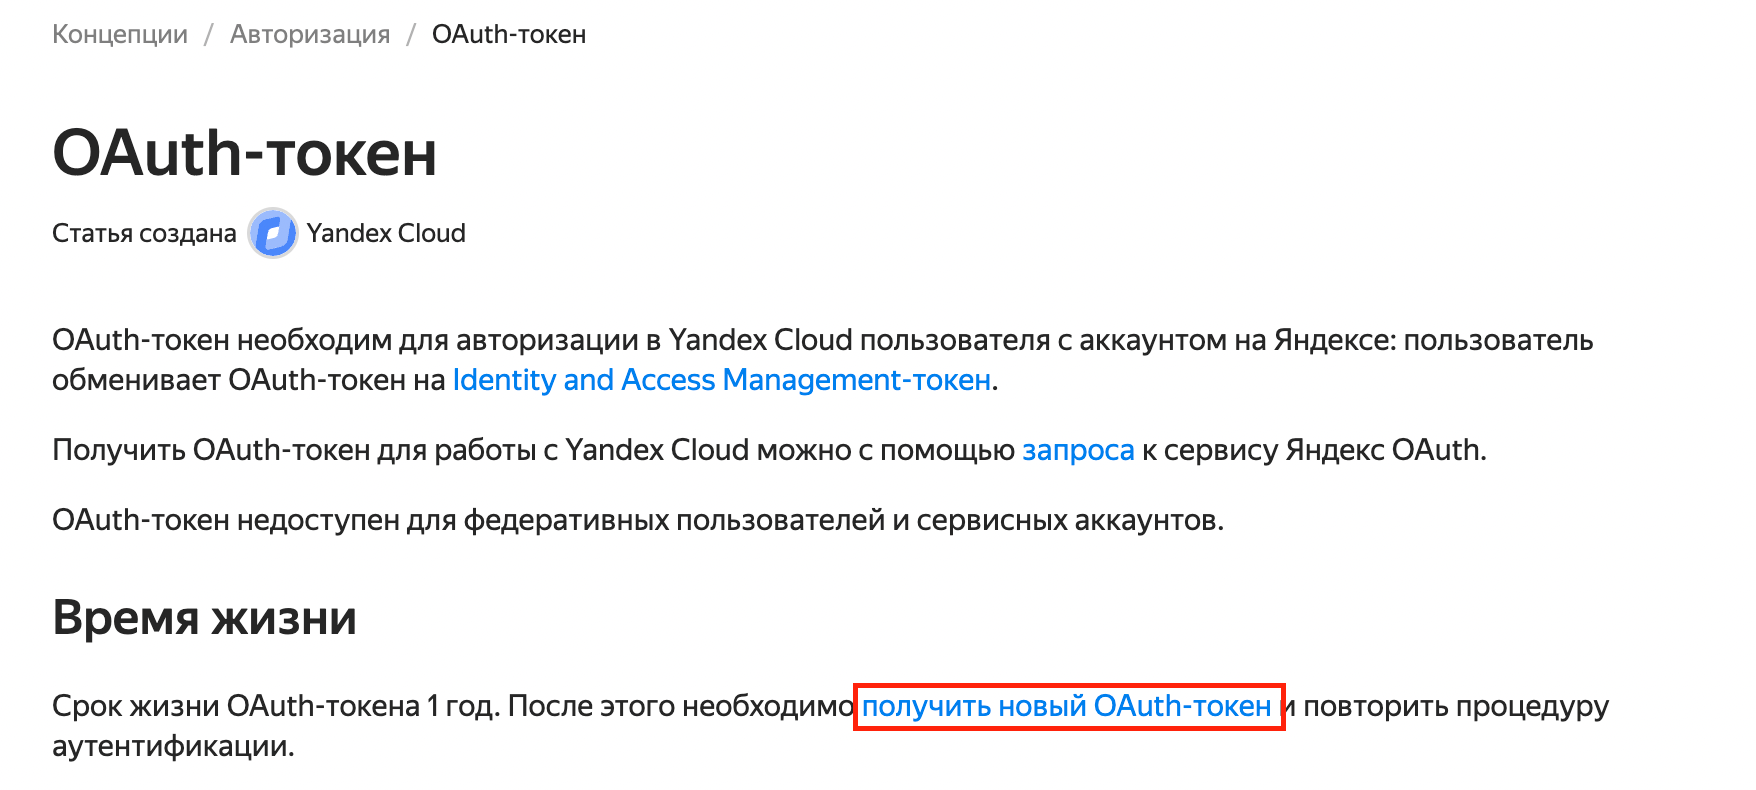 Концепции / Авторизация / OAuth-токен
OAuth-токен
Статья создана Yandex Cloud
OAuth-токен необходим для авторизации в Yandex Cloud пользователя с аккаунтом на Яндексе: пользователь
обменивает OAuth-токен на Identity and Access Management-токен.
Получить OAuth-токен для работы с Yandex Cloud можно с помощью запроса к сервису Яндекс OAuth.
OAuth-токен недоступен для федеративных пользователей и сервисных аккаунтов.
Время жизни
Срок жизни OAuth-токена 1 год. После этого необходимо получить новый OAuth-токен и повторить процедуру
аутентификации.